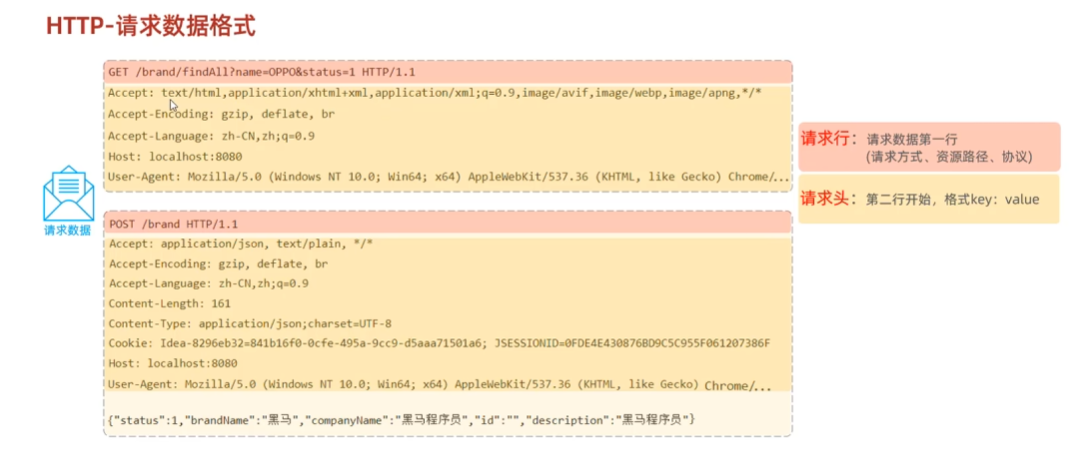 HTTP-请求数据格式
GET /brand/findAll?name=OPPO&status=1 HTTP/1.1
Accept: text/html,application/xhtml+xml,application/xml;q=0.9,image/avif,image/webp,image/apng,*/*
Accept-Encoding: gzip, deflate, br
Accept-Language: zh-CN,zh;q=0.9
Host: localhost:8080
User-Agent: Mozilla/5.0 (Windows NT 10.0; Win64; x64) AppleWebKit/537.36 (KHTML, like Gecko) Chrome/...
请求行：请求数据第一行
(请求方式、资源路径、协议)
请求头：第二行开始，格式key：value
请求数据
POST /brand HTTP/1.1
Accept: application/json, text/plain, */*
Accept-Encoding: gzip, deflate, br
Accept-Language: zh-CN,zh;q=0.9
Content-Length: 161
Content-Type: application/json;charset=UTF-8
Cookie: Idea-8296eb32=841b16f0-0cfe-495a-9cc9-d5aaa71501a6; JSESSIONID=0FDE4E430876BD9C5C955F061207386F
Host: localhost:8080
User-Agent: Mozilla/5.0 (Windows NT 10.0; Win64; x64) AppleWebKit/537.36 (KHTML, like Gecko) Chrome/...
{"status":1,"brandName":"黑马","companyName":"黑马程序员","id":"","description":"黑马程序员"}